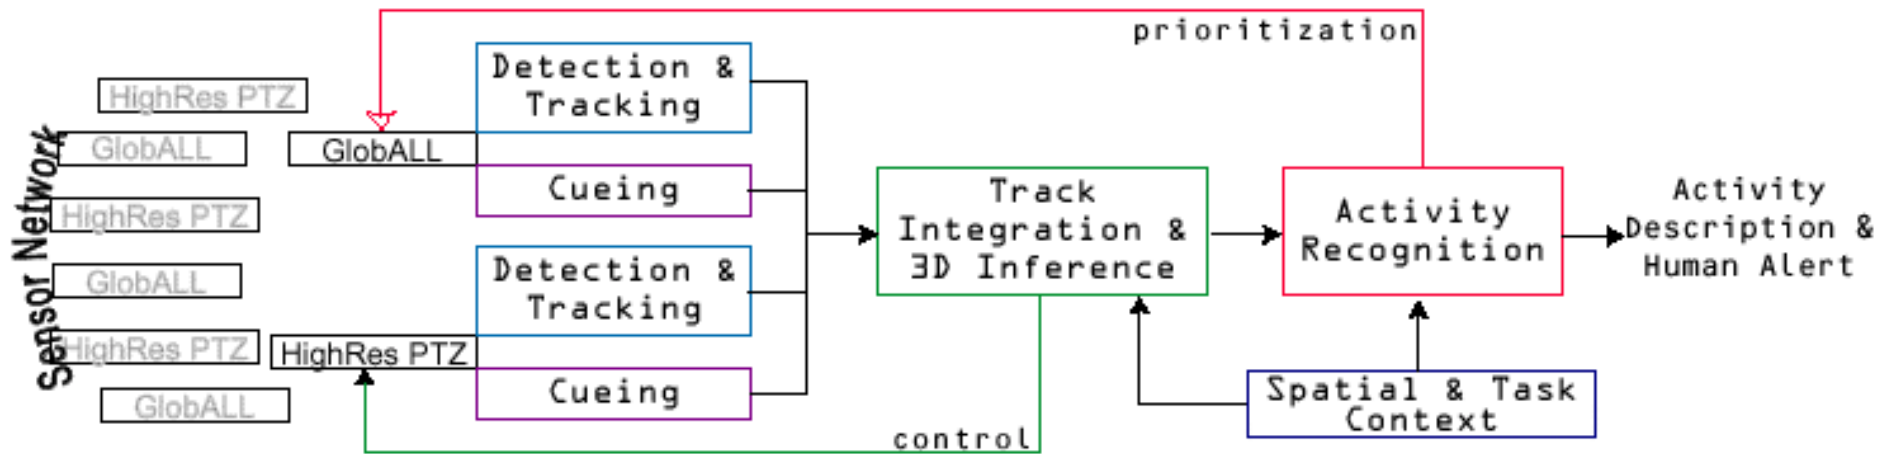 prioritization
Sensor Network
HighRes PTZ
GlobALL
HighRes PTZ
GlobALL
HighRes PTZ
GlobALL
GlobALL
HighRes PTZ
Detection &
Tracking
Cueing
Detection &
Tracking
Cueing
Track
Integration &
3D Inference
Activity
Recognition
Activity
Description &
Human Alert
Spatial & Task
Context
control